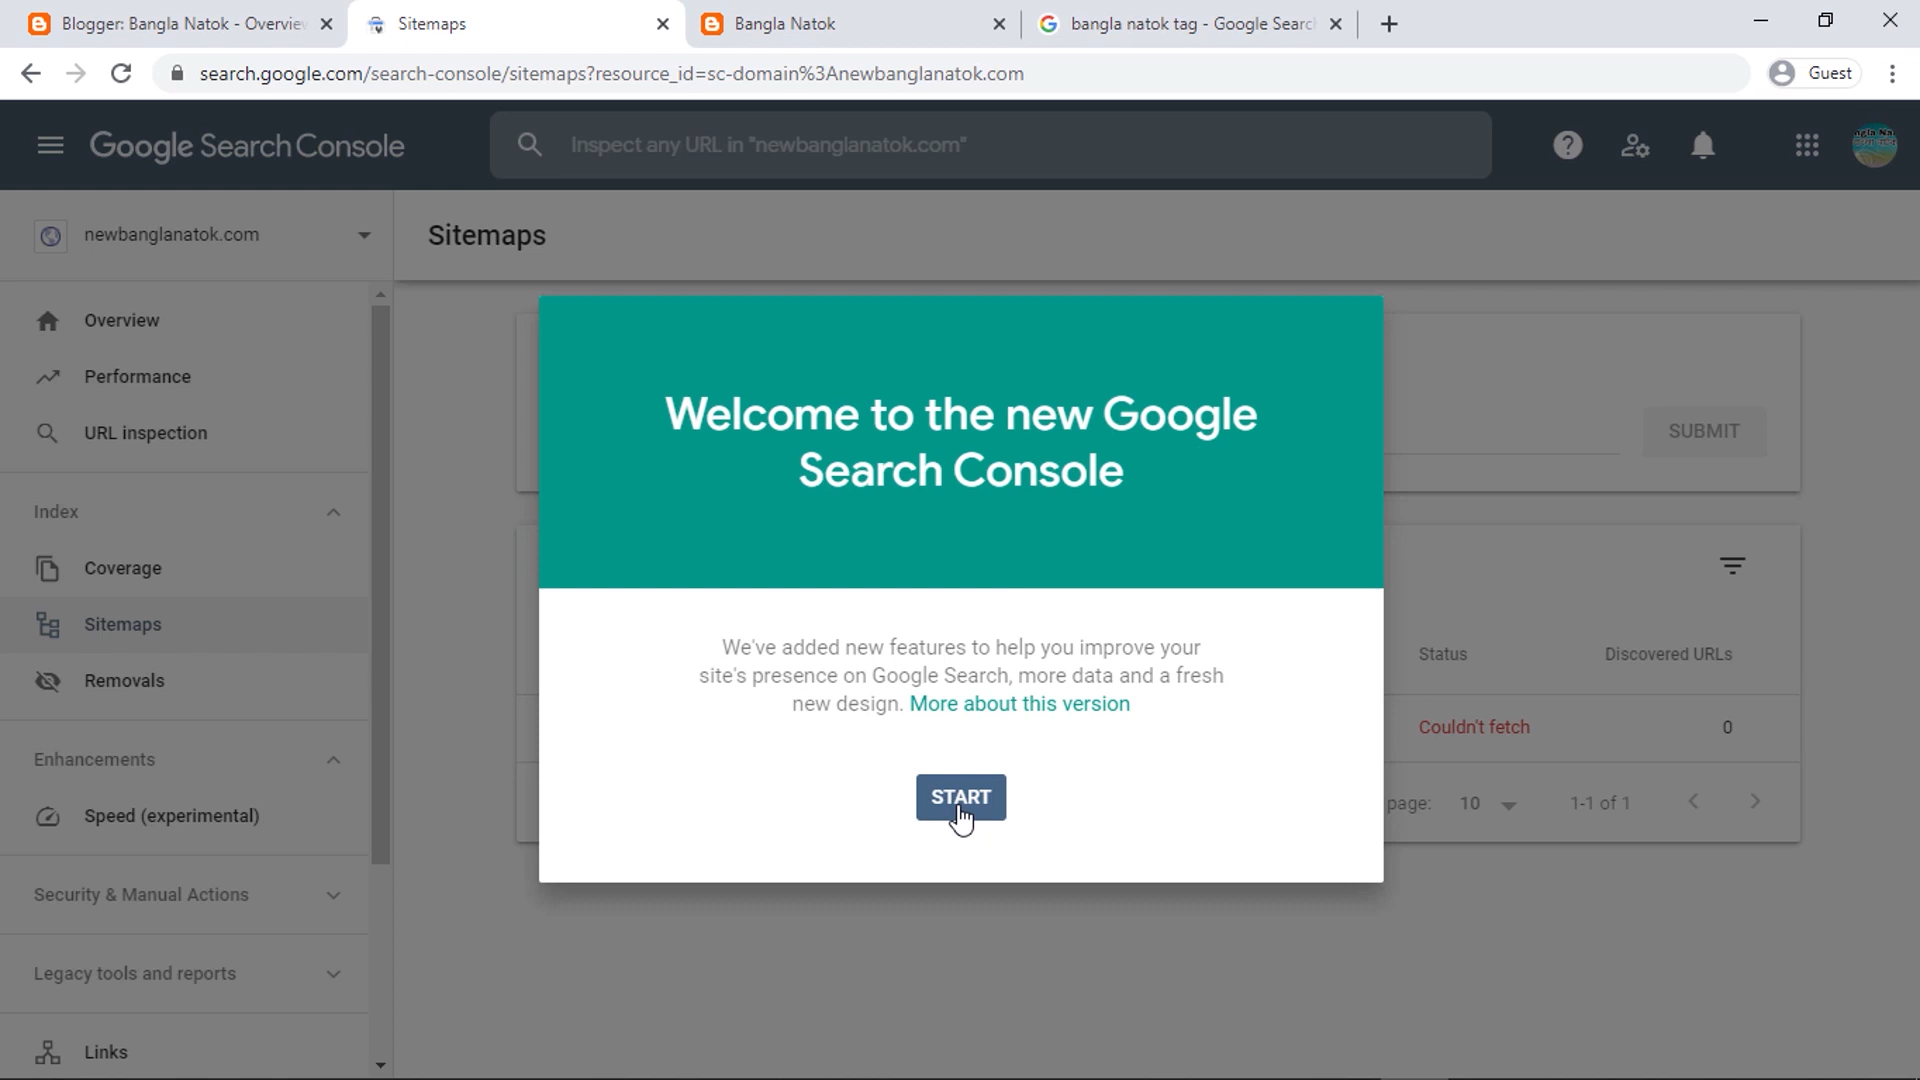 Blogger: Bangla Natok - Overview
Sitemaps
Bangla Natok
bangla natok tag - Google Search
search.google.com/search-console/sitemaps?resource_id=sc-domain%3Anewbanglanatok.com
Guest
Google Search Console
Inspect any URL in "newbanglanatok.com"
newbanglanatok.com
Sitemaps
Overview
Performance
URL inspection
Index
Coverage
Sitemaps
Removals
Enhancements
Speed (experimental)
Security & Manual Actions
Legacy tools and reports
Links
SUBMIT
Welcome to the new Google
Search Console
We've added new features to help you improve your
site's presence on Google Search, more data and a fresh
new design. More about this version
START
Status
Discovered URLs
Couldn't fetch
0
page:
10
1-1 of 1